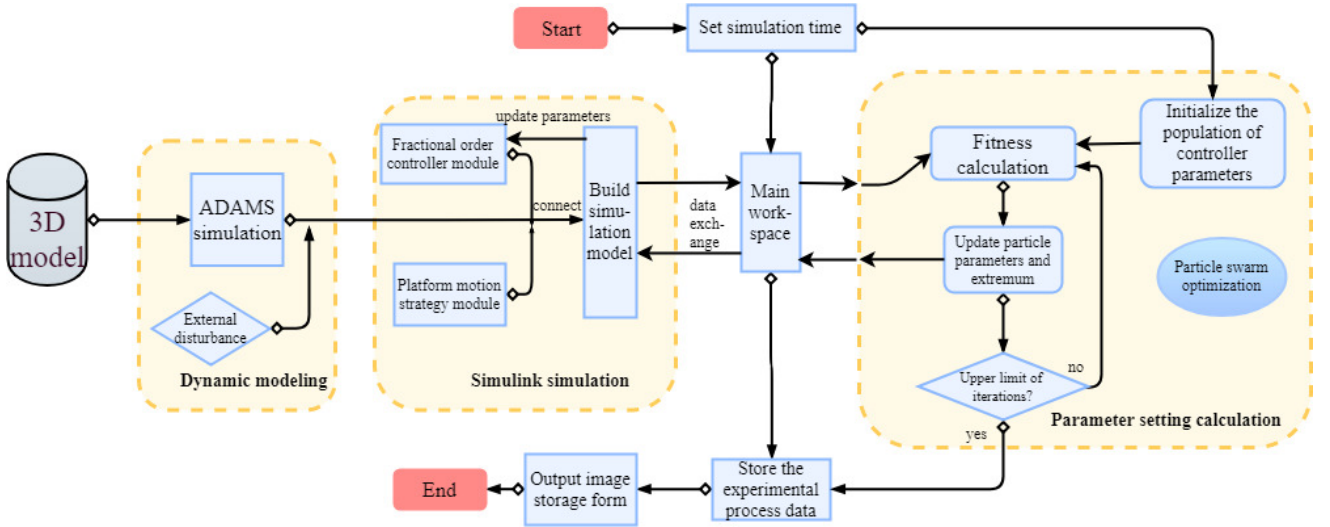 Start
Set simulation time
3D
model
ADAMS
simulation
External
disturbance
Dynamic modeling
update parameters
Fractional order
controller module
connect
Platform motion
strategy module
Build
simu-
lation
model
Simulink simulation
data
exch-
ange
Main
work-
space
Fitness
calculation
Initialize the
population of
controller
parameters
Update particle
parameters and
extremum
Particle swarm
optimization
Upper limit of
iterations?
no
yes
Parameter setting calculation
Store the
experimental
process data
Output image
storage form
End